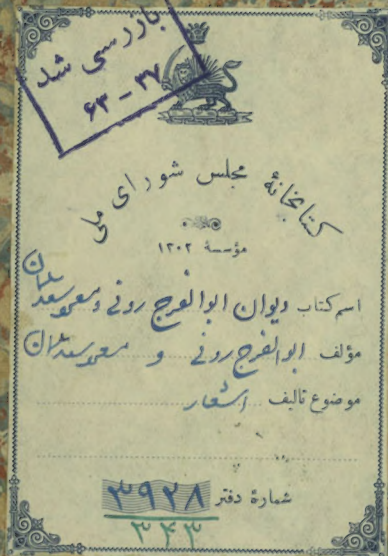 بازرسی شد
۶۳ - ۳۷
کتابخانهٔ مجلس شورای ملی
مؤسسهٔ ۱۳۰۲
اسم کتاب دیوان ابوالفرج رونی و مسعود سعد سلمان
مؤلف ابوالفرج رونی و مسعود سعد سلمان
موضوع تالیف اشعار
شمارهٔ دفتر ۳۹۲۸
۳۴۳